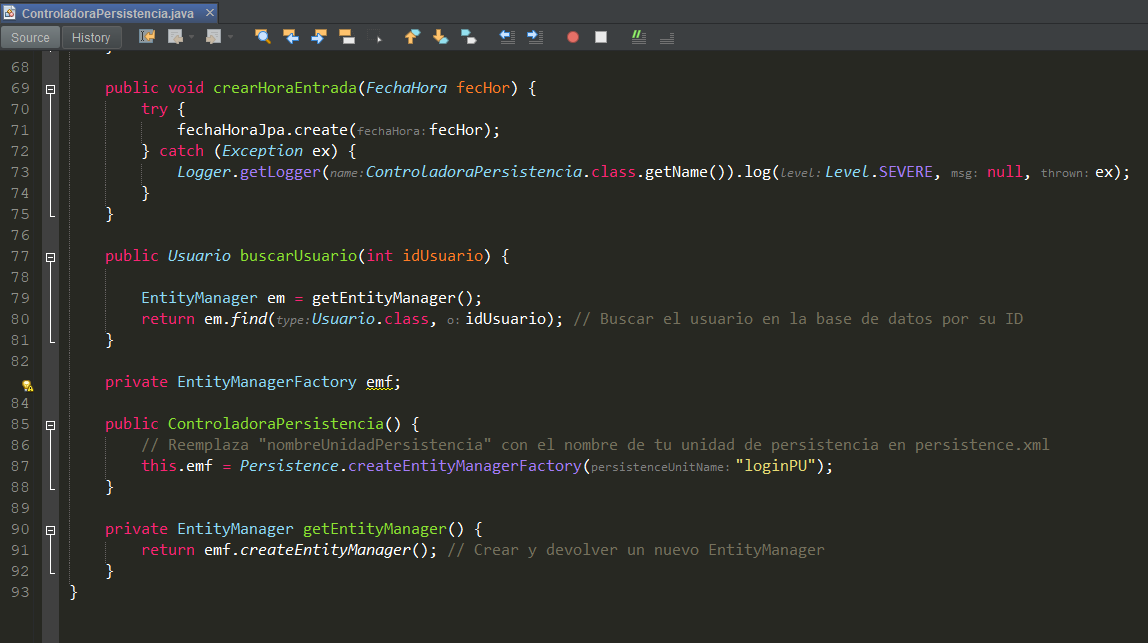 ControladoraPersistencia.java
Source History
68 }
69 public void crearHoraEntrada(FechaHora fecHor) {
70 try {
71 fechaHoraJpa.create(fechaHora: fecHor);
72 } catch (Exception ex) {
73 Logger.getLogger(name: ControladoraPersistencia.class.getName()).log(level: Level.SEVERE, msg: null, thrown: ex);
74 }
75 }
76
77 public Usuario buscarUsuario(int idUsuario) {
78
79 EntityManager em = getEntityManager();
80 return em.find(type: Usuario.class, o: idUsuario); // Buscar el usuario en la base de datos por su ID
81 }
82
private EntityManagerFactory emf;
84
85 public ControladoraPersistencia() {
86 // Reemplaza "nombreUnidadPersistencia" con el nombre de tu unidad de persistencia en persistence.xml
87 this.emf = Persistence.createEntityManagerFactory(persistenceUnitName: "loginPU");
88 }
89
90 private EntityManager getEntityManager() {
91 return emf.createEntityManager(); // Crear y devolver un nuevo EntityManager
92 }
93 }